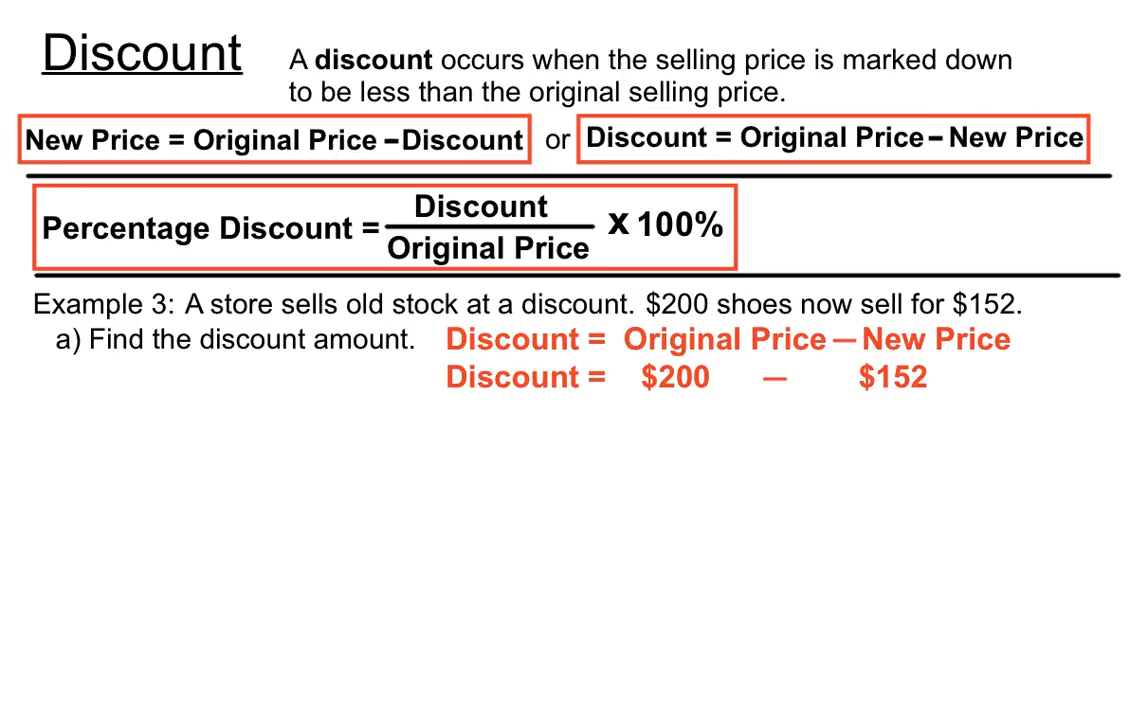 Discount
A discount occurs when the selling price is marked down
to be less than the original selling price.
New Price = Original Price – Discount or Discount = Original Price – New Price
Percentage Discount = Discount
Original Price x 100%
Example 3: A store sells old stock at a discount. $200 shoes now sell for $152.
a) Find the discount amount. Discount = Original Price — New Price
Discount = $200 — $152